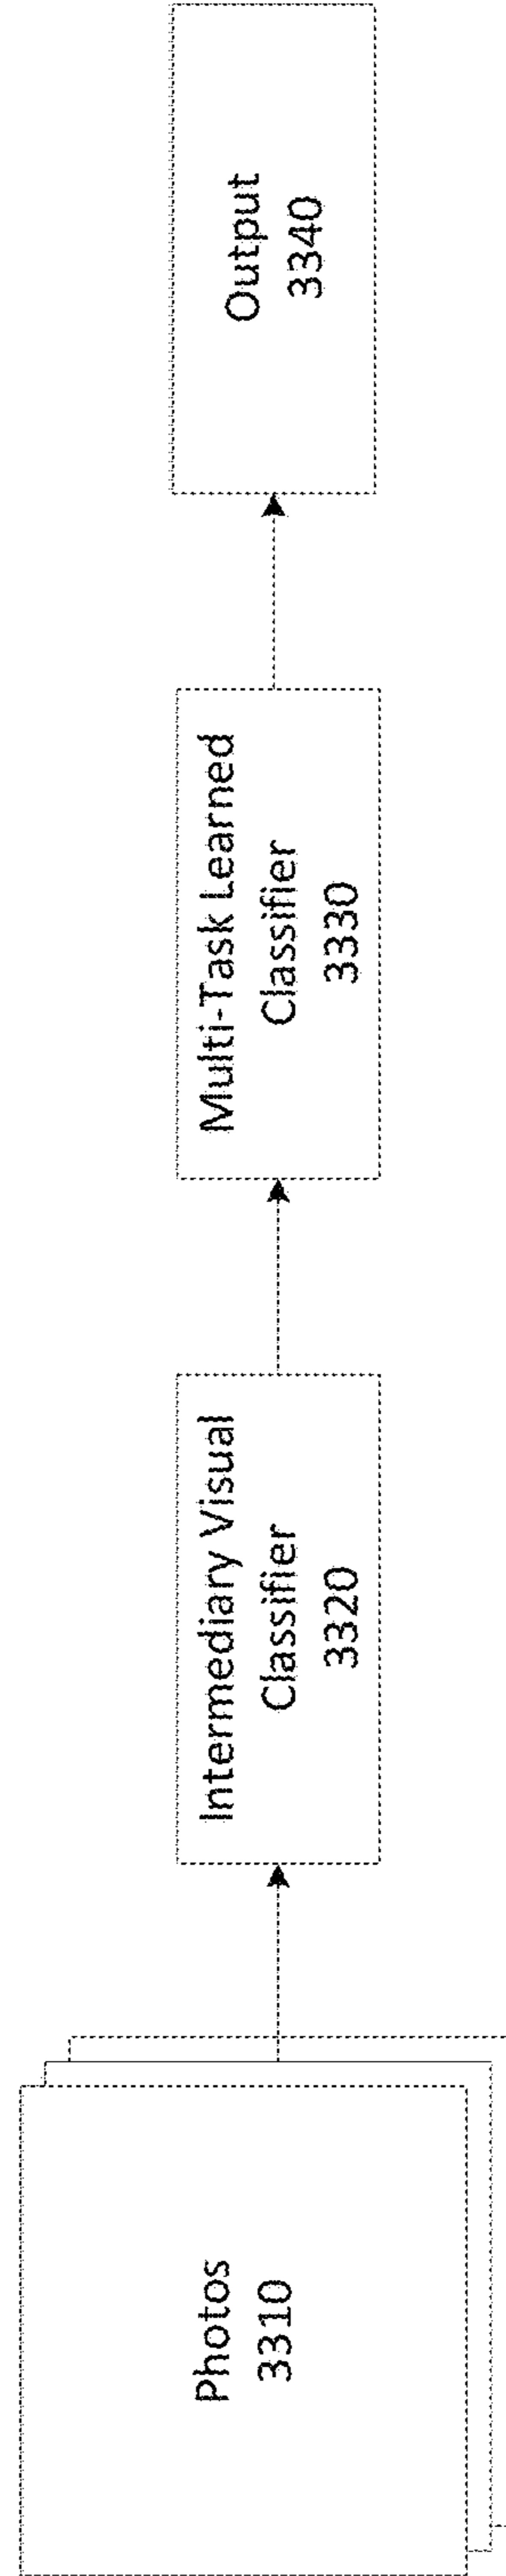 Photos
3310
Intermediary Visual
Classifier
3320
Multi-Task Learned
Classifier
3330
Output
3340